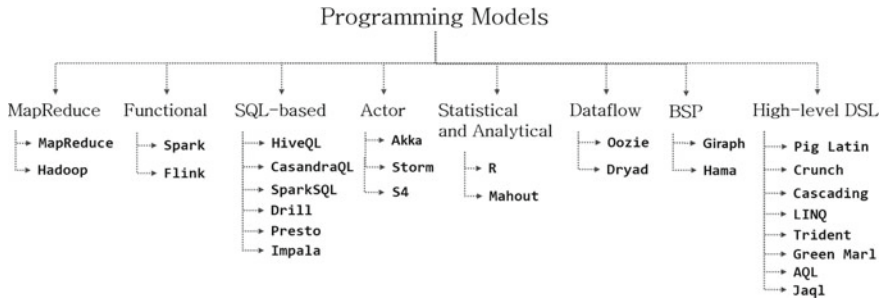 Programming Models
MapReduce
MapReduce
Hadoop
Functional
Spark
Flink
SQL-based
HiveQL
CasandraQL
SparkSQL
Drill
Presto
Impala
Actor
Akka
Storm
S4
Statistical
and Analytical
R
Mahout
Dataflow
Oozie
Dryad
BSP
Giraph
Hama
High-level DSL
Pig Latin
Crunch
Cascading
LINQ
Trident
Green Marl
AQL
Jaql